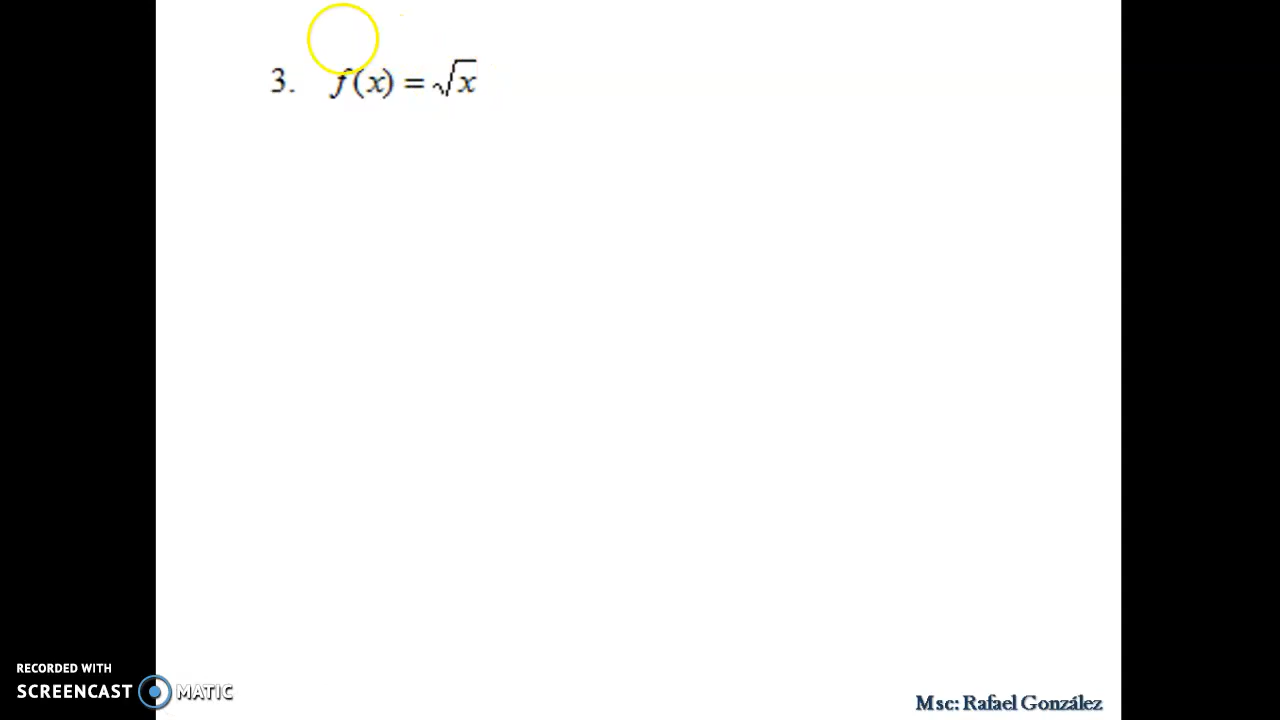 3. f(x) = √x
RECORDED WITH
SCREENCAST MATIC
Msc: Rafael González